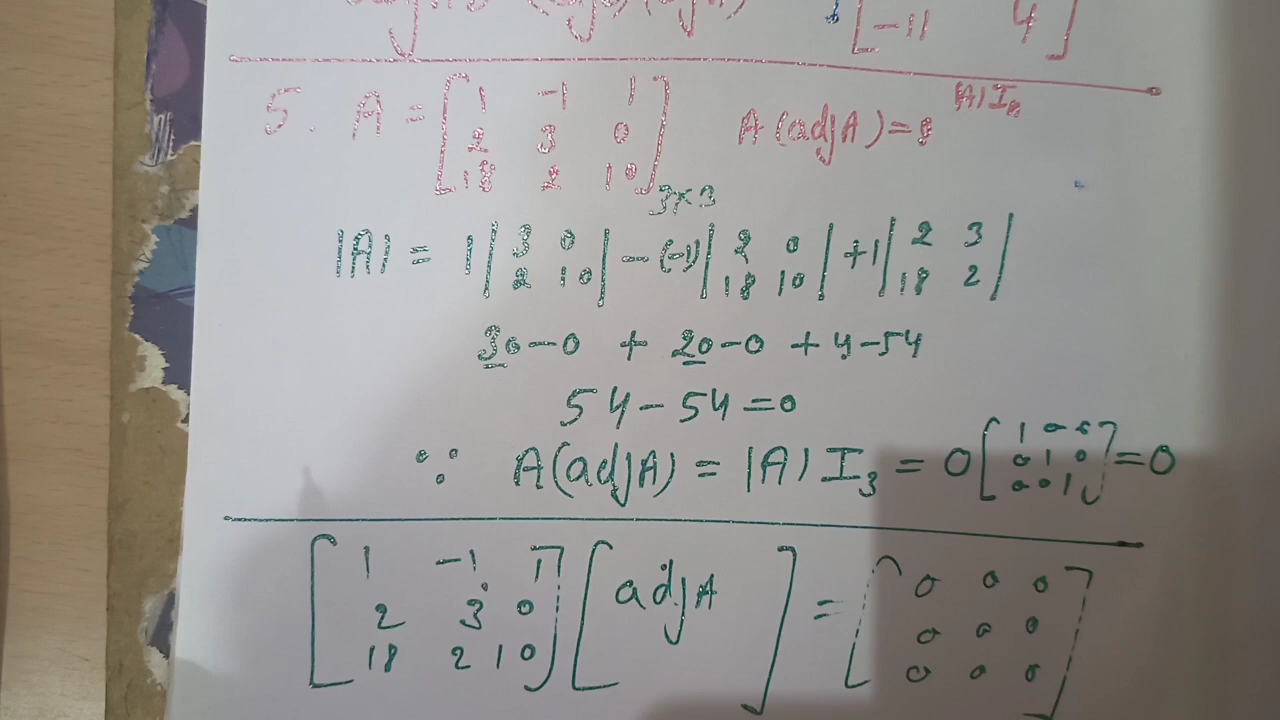 [-11 4]
5. A = [1 -1 1
2 3 0
18 2 10]3×3 A(adjA)= |A|I
|A| = 1|3 0
2 10| -(-1)|2 0
18 10| +1|2 3
18 2|
30-0 + 20-0 +4-54
54-54=0
∵ A(adjA) = |A| I3 = 0[1 0 0
0 1 0
0 0 1]=0
[1 -1 1
2 3 0
18 2 10] [adjA] = [0 0 0
0 0 0
0 0 0]